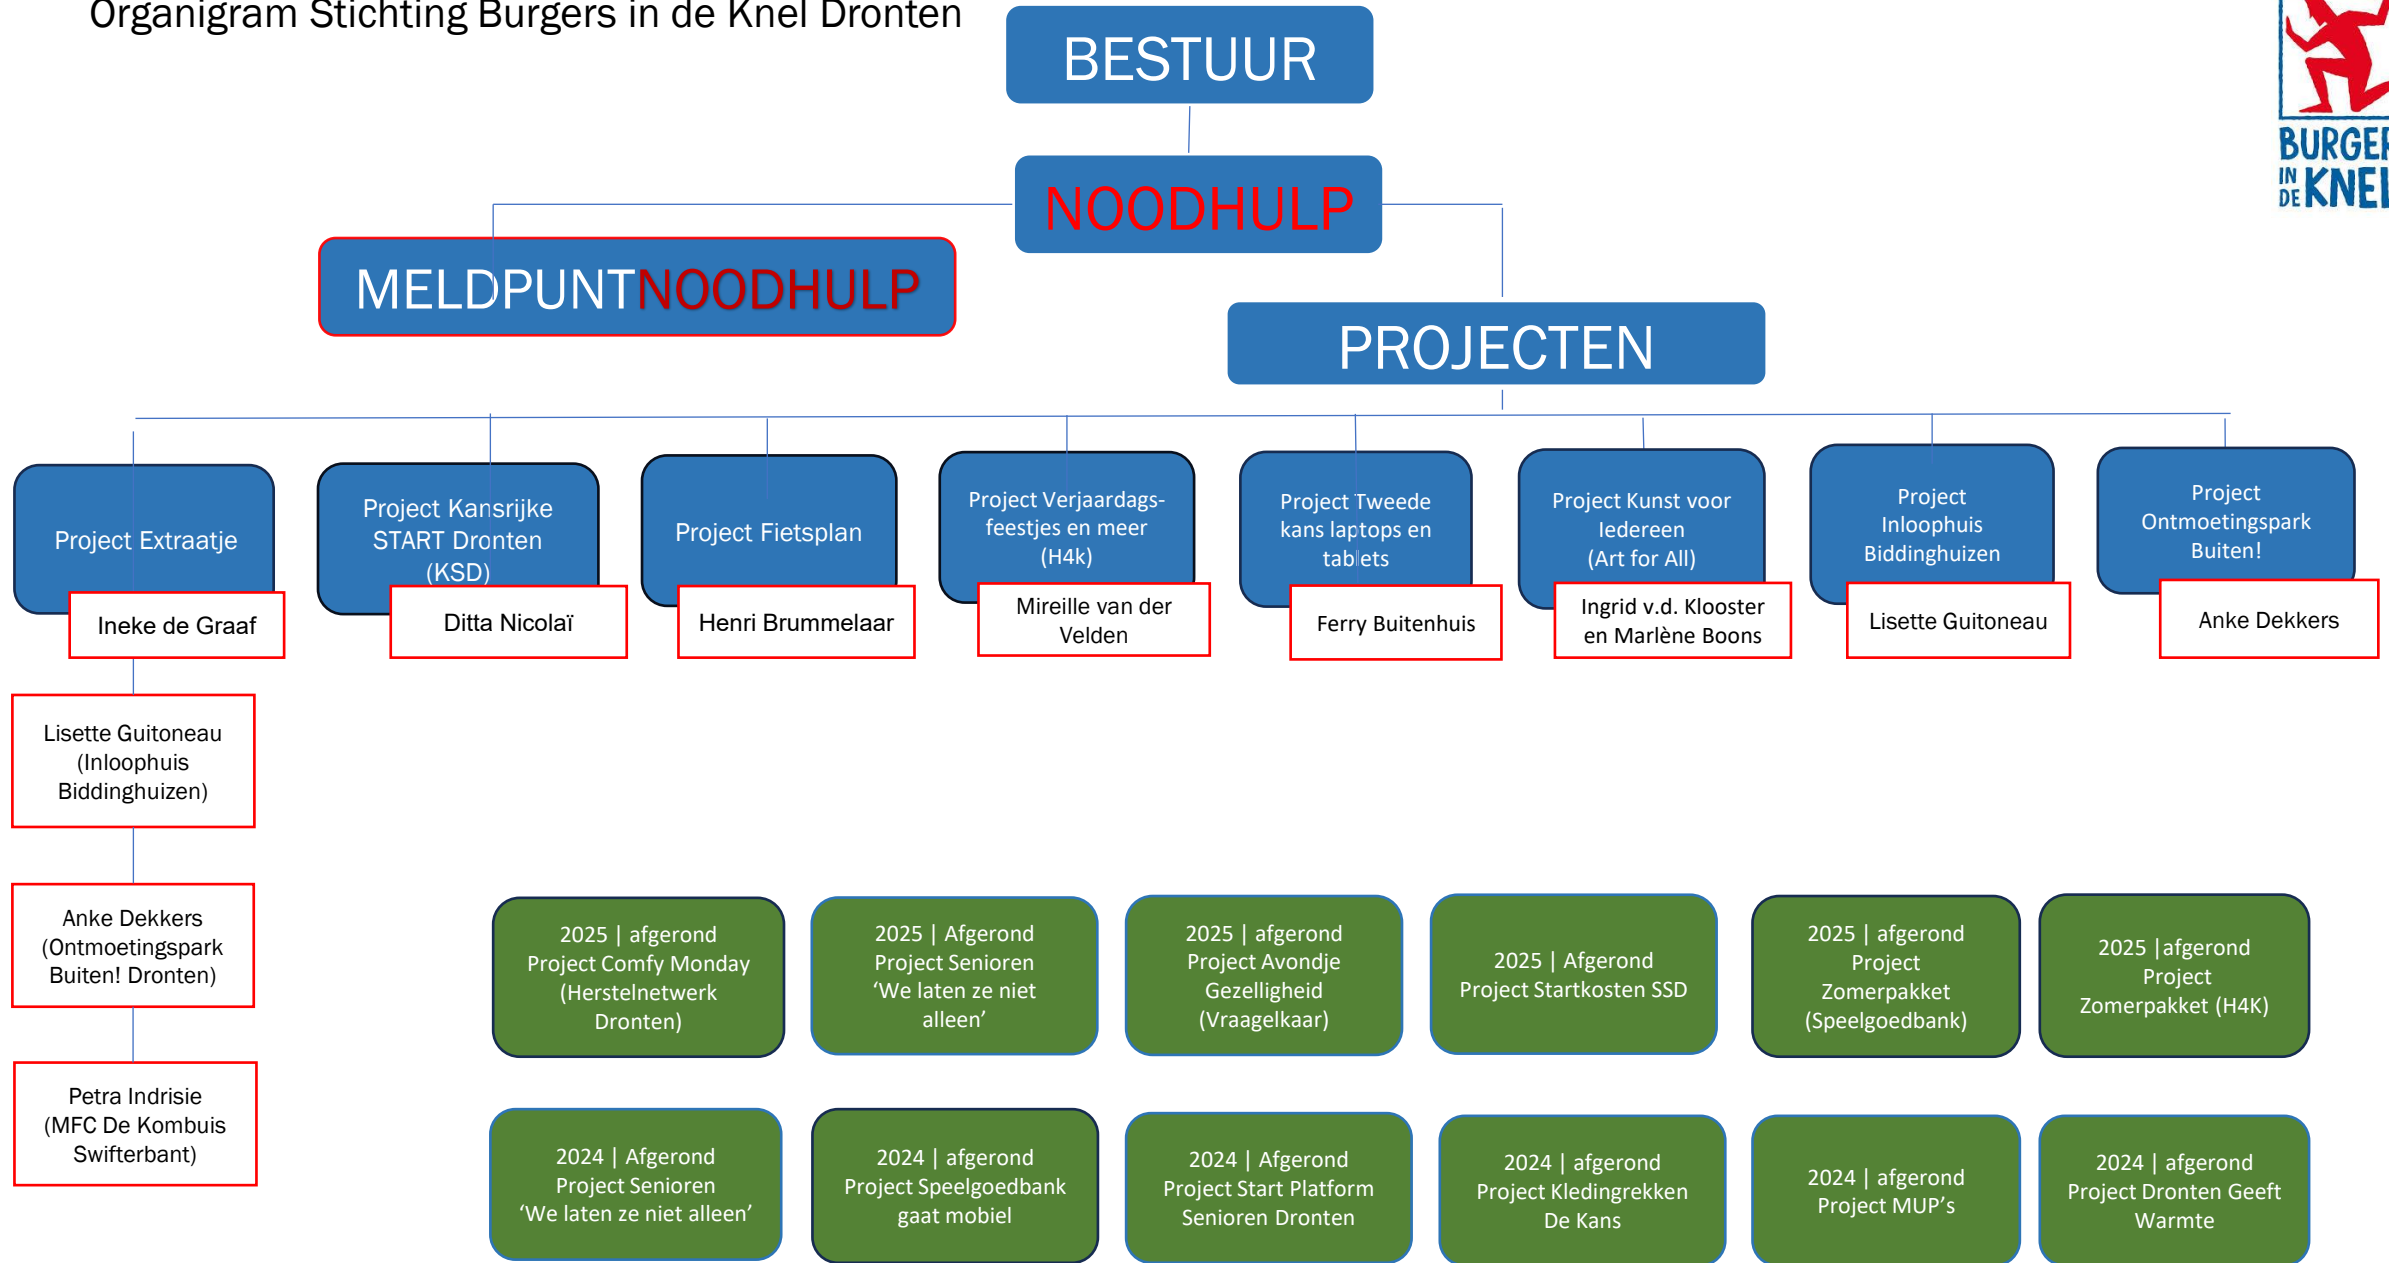 Organigram Stichting Burgers in de Knel Dronten
BESTUUR
BURGER
IN
DE KNEL
NOODHULP
MELDPUNTNOODHULP
PROJECTEN
Project Extraatje
Ineke de Graaf
Project Kansrijke
START Dronten
(KSD)
Ditta Nicolaï
Project Fietsplan
Henri Brummelaar
Project Verjaardags-
feestjes en meer
(H4k)
Mireille van der
Velden
Project Tweede
kans laptops en
tablets
Ferry Buitenhuis
Project Kunst voor
Iedereen
(Art for All)
Ingrid v.d. Klooster
en Marlène Boons
Project
Inloophuis
Biddinghuizen
Lisette Guitoneau
Project
Ontmoetingspark
Buiten!
Anke Dekkers
Lisette Guitoneau
(Inloophuis
Biddinghuizen)
Anke Dekkers
(Ontmoetingspark
Buiten! Dronten)
Petra Indrisie
(MFC De Kombuis
Swifterbant)
2025 | afgerond
Project Comfy Monday
(Herstelnetwerk
Dronten)
2025 | Afgerond
Project Senioren
‘We laten ze niet
alleen’
2025 | afgerond
Project Avondje
Gezelligheid
(Vraagelkaar)
2025 | Afgerond
Project Startkosten SSD
2025 | afgerond
Project
Zomerpakket
(Speelgoedbank)
2025 |afgerond
Project
Zomerpakket (H4K)
2024 | Afgerond
Project Senioren
‘We laten ze niet alleen’
2024 | afgerond
Project Speelgoedbank
gaat mobiel
2024 | Afgerond
Project Start Platform
Senioren Dronten
2024 | afgerond
Project Kledingrekken
De Kans
2024 | afgerond
Project MUP’s
2024 | afgerond
Project Dronten Geeft
Warmte